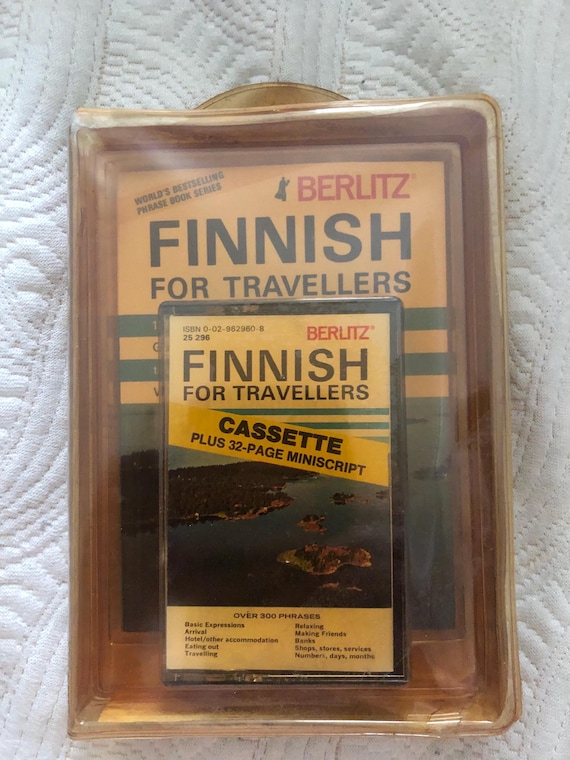 WORLD'S BESTSELLING
PHRASE BOOK SERIES
BERLITZ®
FINNISH
FOR TRAVELLERS
ISBN 0-02-962960-8
25 296
BERLITZ®
FINNISH
FOR TRAVELLERS
CASSETTE
PLUS 32-PAGE MINISCRIPT
OVER 300 PHRASES
Basic Expressions
Arrival
Hotel/other accommodation
Eating out
Travelling
Relaxing
Making Friends
Banks
Shops, stores, services
Numbers, days, months